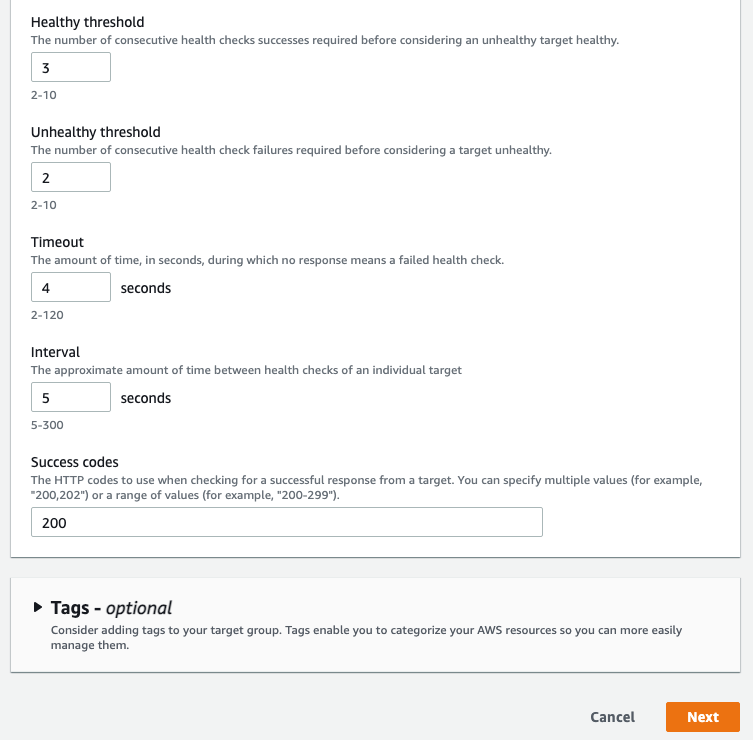 Healthy threshold
The number of consecutive health checks successes required before considering an unhealthy target healthy.
3
2-10
Unhealthy threshold
The number of consecutive health check failures required before considering a target unhealthy.
2
2-10
Timeout
The amount of time, in seconds, during which no response means a failed health check.
4 seconds
2-120
Interval
The approximate amount of time between health checks of an individual target
5 seconds
5-300
Success codes
The HTTP codes to use when checking for a successful response from a target. You can specify multiple values (for example,
"200,202") or a range of values (for example, "200-299").
200
Tags - optional
Consider adding tags to your target group. Tags enable you to categorize your AWS resources so you can more easily
manage them.
Cancel Next